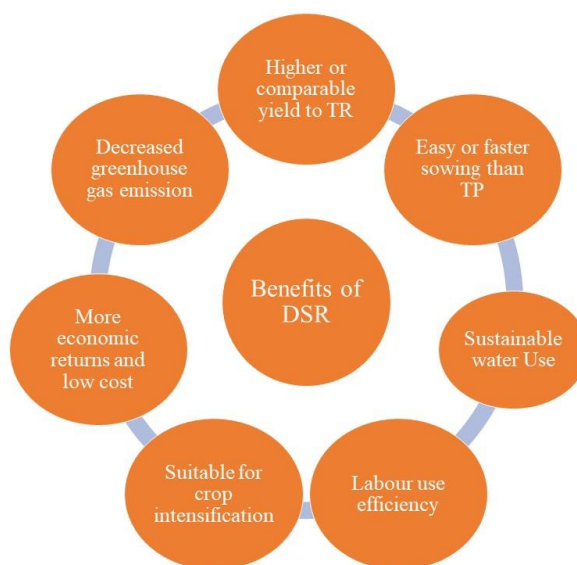 Higher or
comparable
yield to TR
Easy or faster
sowing than
TP
Sustainable
water Use
Labour use
efficiency
Suitable for
crop
intensification
More
economic
returns and
low cost
Decreased
greenhouse
gas emission
Benefits of
DSR